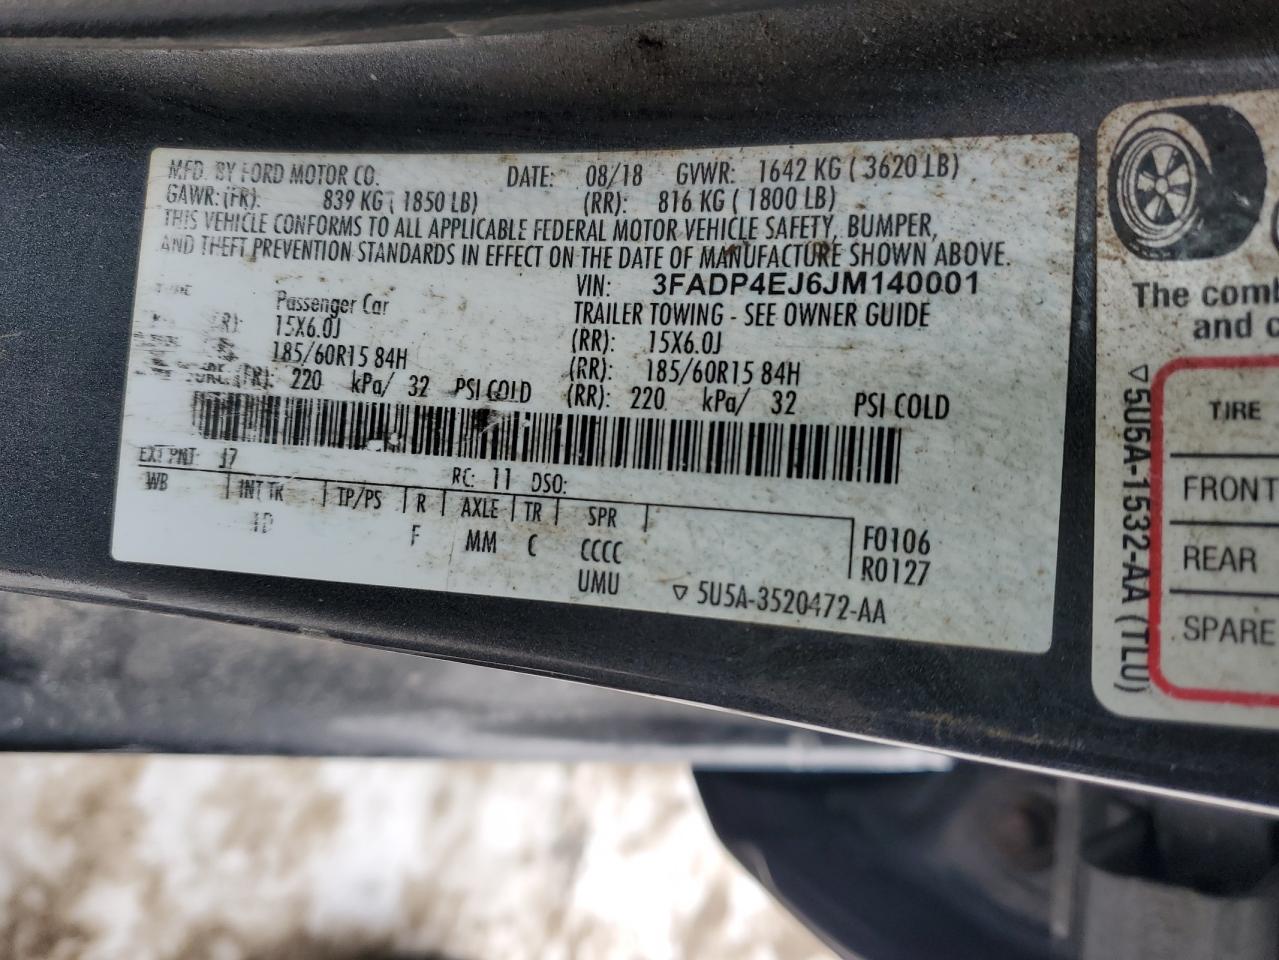 MFD. BY FORD MOTOR CO. DATE: 08/18 GVWR: 1642 KG ( 3620 LB)
GAWR: (FR): 839 KG ( 1850 LB) (RR): 816 KG ( 1800 LB)
THIS VEHICLE CONFORMS TO ALL APPLICABLE FEDERAL MOTOR VEHICLE SAFETY, BUMPER,
AND THEFT PREVENTION STANDARDS IN EFFECT ON THE DATE OF MANUFACTURE SHOWN ABOVE.
VIN: 3FADP4EJ6JM140001
Passenger Car TRAILER TOWING - SEE OWNER GUIDE
15X6.0J (RR): 15X6.0J
185/60R15 84H (RR): 185/60R15 84H
(FR): 220 kPa/ 32 PSI COLD (RR): 220 kPa/ 32 PSI COLD
EXT PNT: J7 RC: 11 DSO:
WB INT TR TP/PS R AXLE TR SPR
F MM C CCCC F0106
UMU R0127
▽ 5U5A-3520472-AA
The
and
TIRE
FRONT
REAR
SPARE
▽5U5A-1532-AA (TLU)